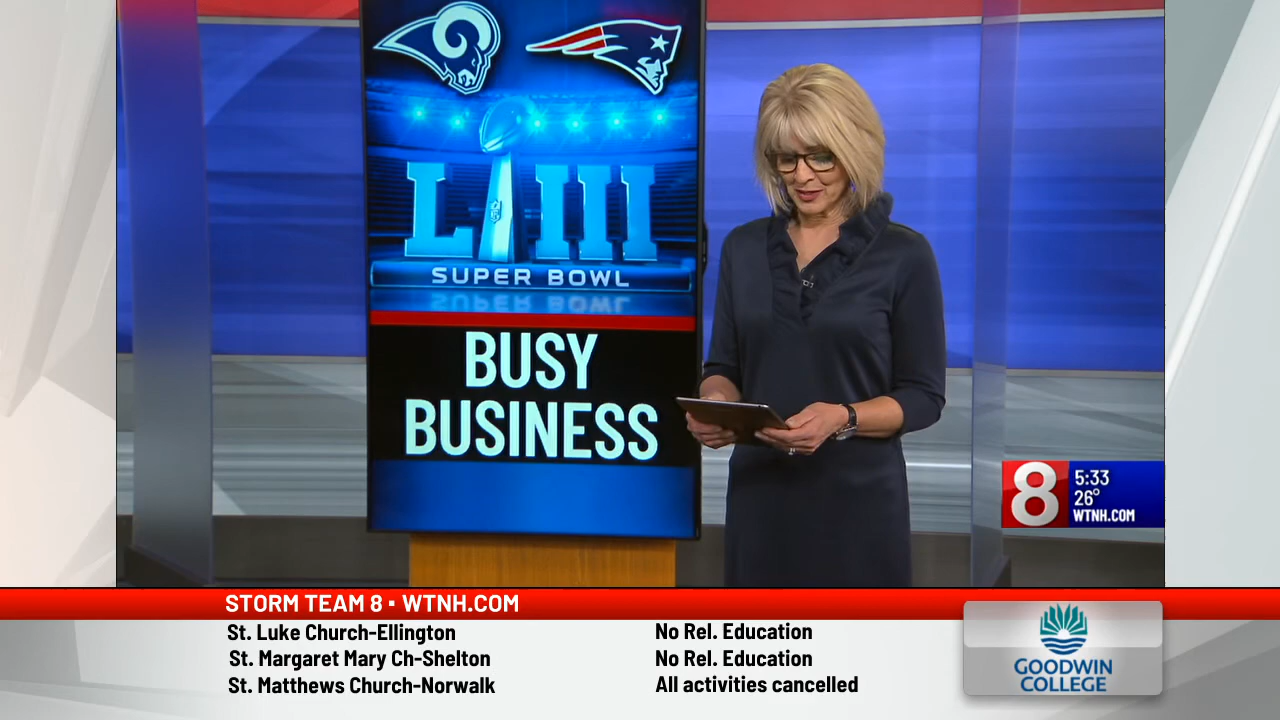 LIII
SUPER BOWL
BUSY
BUSINESS
8
5:33
26°
WTNH.COM
STORM TEAM 8 ▪ WTNH.COM
St. Luke Church-Ellington No Rel. Education
St. Margaret Mary Ch-Shelton No Rel. Education
St. Matthews Church-Norwalk All activities cancelled
GOODWIN
COLLEGE